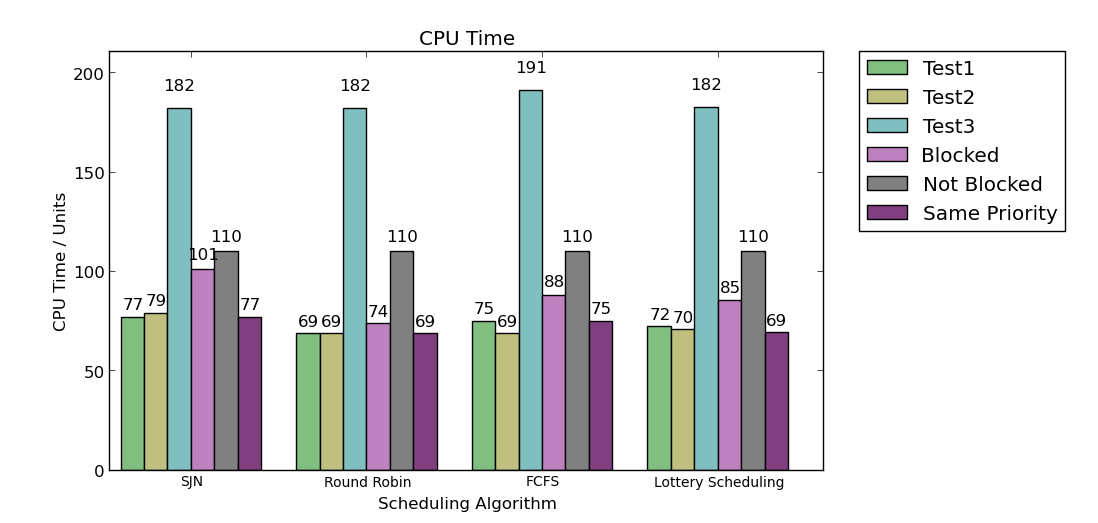 CPU Time
200
150
100
50
0
CPU Time / Units
77 79 182 101 110 77
69 69 182 74 110 69
75 69 191 88 110 75
72 70 182 85 110 69
SJN Round Robin FCFS Lottery Scheduling
Scheduling Algorithm
Test1
Test2
Test3
Blocked
Not Blocked
Same Priority